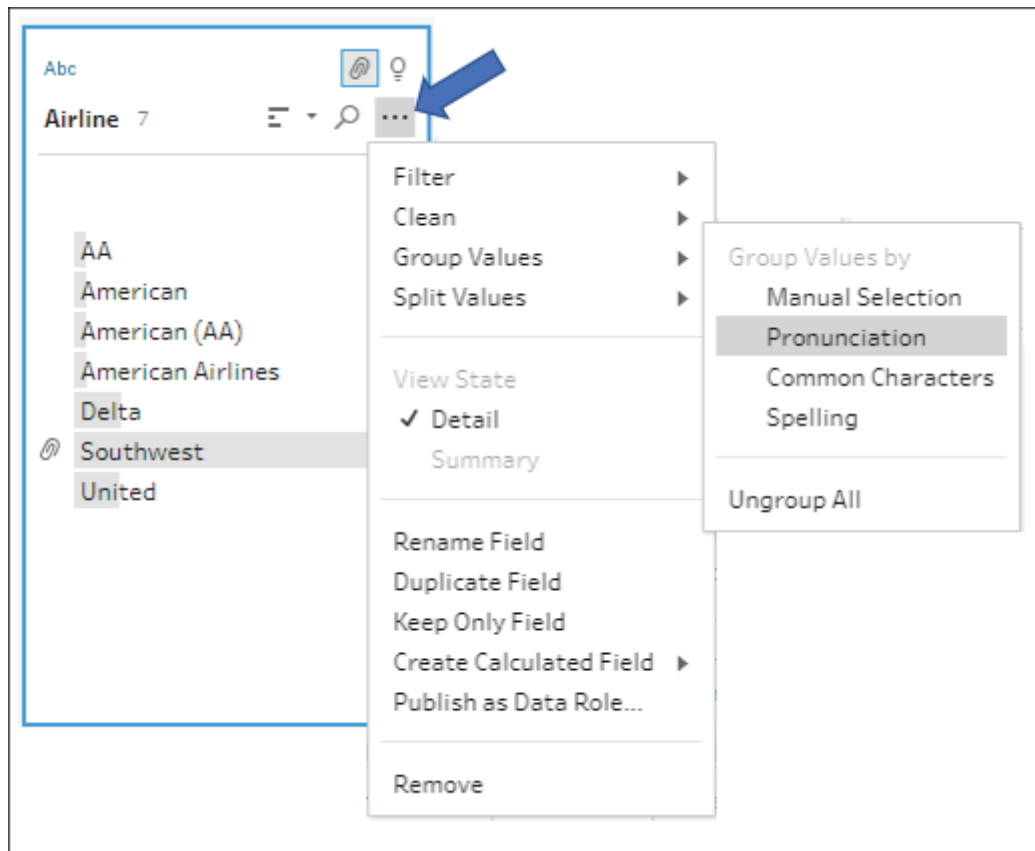 Abc
Airline 7
AA
American
American (AA)
American Airlines
Delta
Southwest
United
Filter
Clean
Group Values
Split Values
View State
Detail
Summary
Rename Field
Duplicate Field
Keep Only Field
Create Calculated Field
Publish as Data Role...
Remove
Group Values by
Manual Selection
Pronunciation
Common Characters
Spelling
Ungroup All